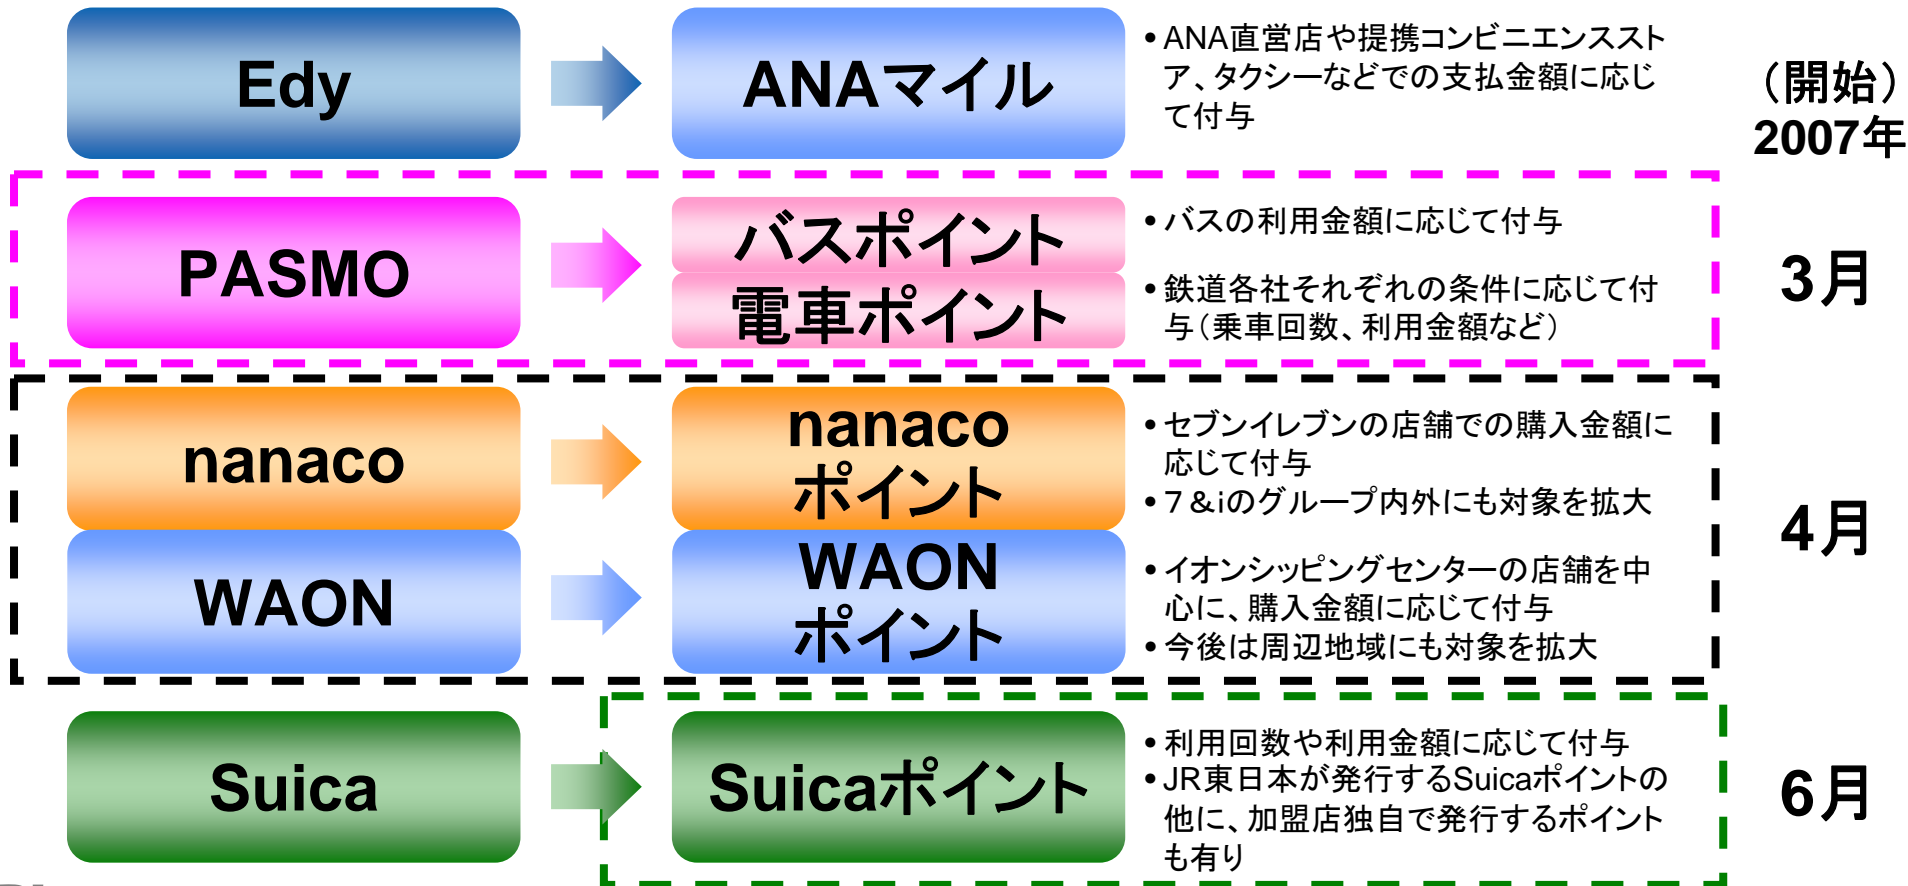 Edy
ANAマイル
•ANA直営店や提携コンビニエンススト
ア、タクシーなどでの支払金額に応じ
て付与
（開始）
2007年
PASMO
バスポイント
電車ポイント
•バスの利用金額に応じて付与
•鉄道各社それぞれの条件に応じて付
与（乗車回数、利用金額など）
3月
nanaco
nanaco
ポイント
•セブンイレブンの店舗での購入金額に
応じて付与
•７＆iのグループ内外にも対象を拡大
4月
WAON
WAON
ポイント
•イオンシッピングセンターの店舗を中
心に、購入金額に応じて付与
•今後は周辺地域にも対象を拡大
Suica
Suicaポイント
•利用回数や利用金額に応じて付与
•JR東日本が発行するSuicaポイントの
他に、加盟店独自で発行するポイント
も有り
6月